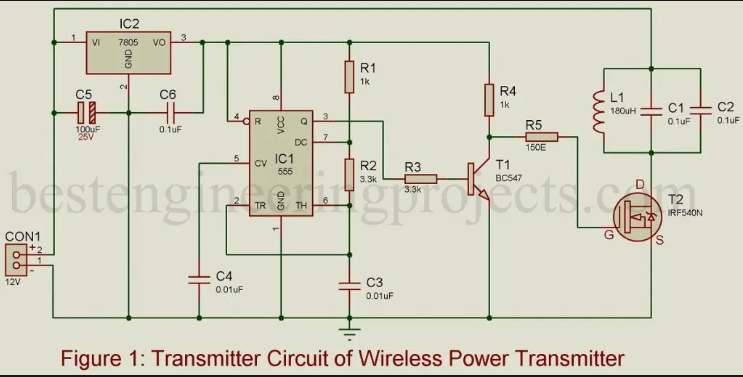 IC2
1 VI 7805 VO 3
GND
2
C5
100uF
25V
C6
0.1uF
R1
1k
R4
1k
L1
180uH
C1
0.1uF
C2
0.1uF
8
4 R VCC Q 3
DC 7
5 CV IC1
555
R2
3.3k
2 TR GND TH 6
1
R3
3.3k
R5
150E
T1
BC547
D
T2
IRF540N
G
S
bestengineeringprojects.com
CON1
+ 2
- 1
12V
C4
0.01uF
C3
0.01uF
Figure 1: Transmitter Circuit of Wireless Power Transmitter